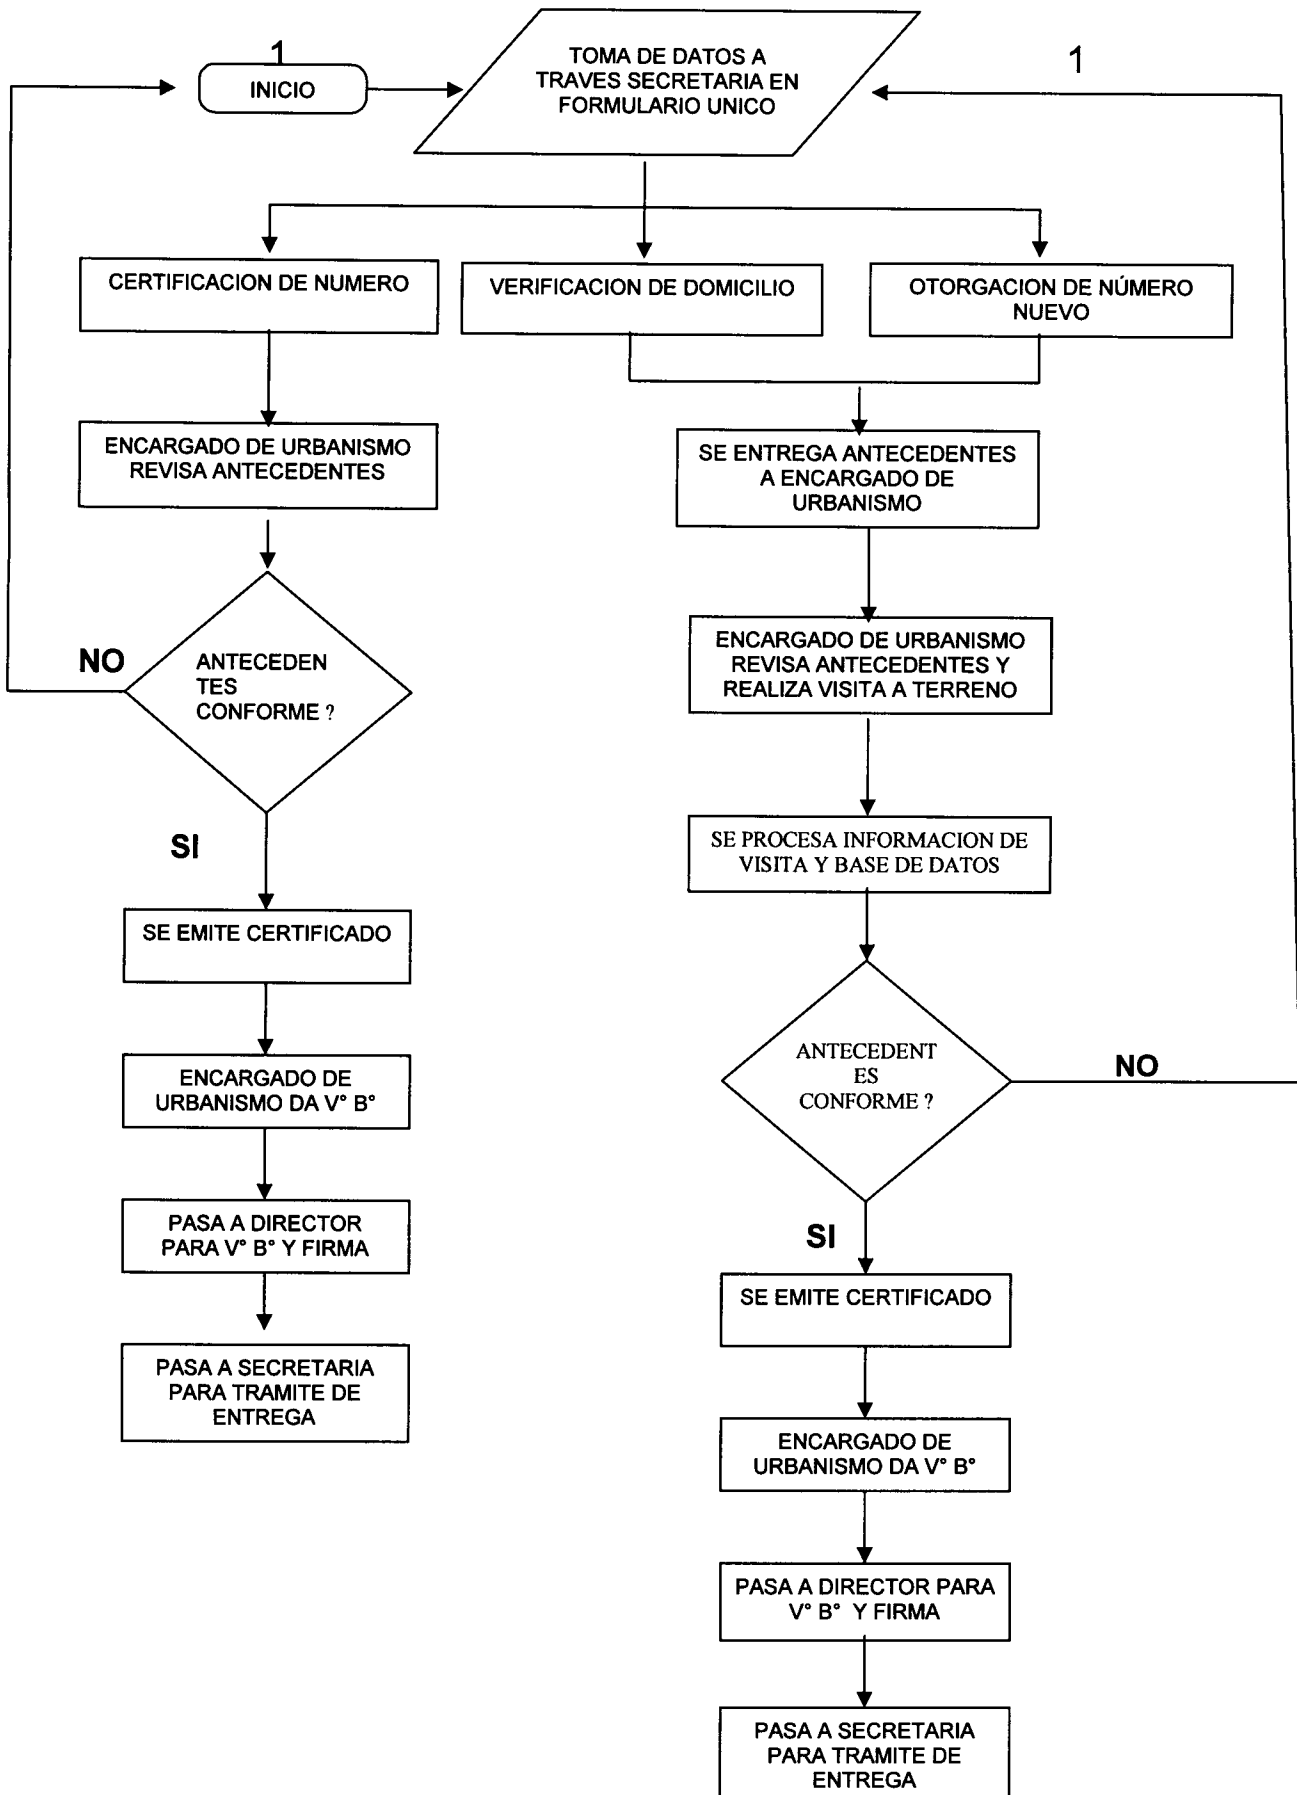 1
INICIO
TOMA DE DATOS A
TRAVES SECRETARIA EN
FORMULARIO UNICO
1
CERTIFICACION DE NUMERO
VERIFICACION DE DOMICILIO
OTORGACION DE NÚMERO
NUEVO
ENCARGADO DE URBANISMO
REVISA ANTECEDENTES
SE ENTREGA ANTECEDENTES
A ENCARGADO DE
URBANISMO
NO
ANTECEDEN
TES
CONFORME ?
ENCARGADO DE URBANISMO
REVISA ANTECEDENTES Y
REALIZA VISITA A TERRENO
SI
SE PROCESA INFORMACION DE
VISITA Y BASE DE DATOS
SE EMITE CERTIFICADO
ANTECEDENT
ES
CONFORME ?
NO
ENCARGADO DE
URBANISMO DA V° B°
PASA A DIRECTOR
PARA V° B° Y FIRMA
SI
SE EMITE CERTIFICADO
PASA A SECRETARIA
PARA TRAMITE DE
ENTREGA
ENCARGADO DE
URBANISMO DA V° B°
PASA A DIRECTOR PARA
V° B° Y FIRMA
PASA A SECRETARIA
PARA TRAMITE DE
ENTREGA